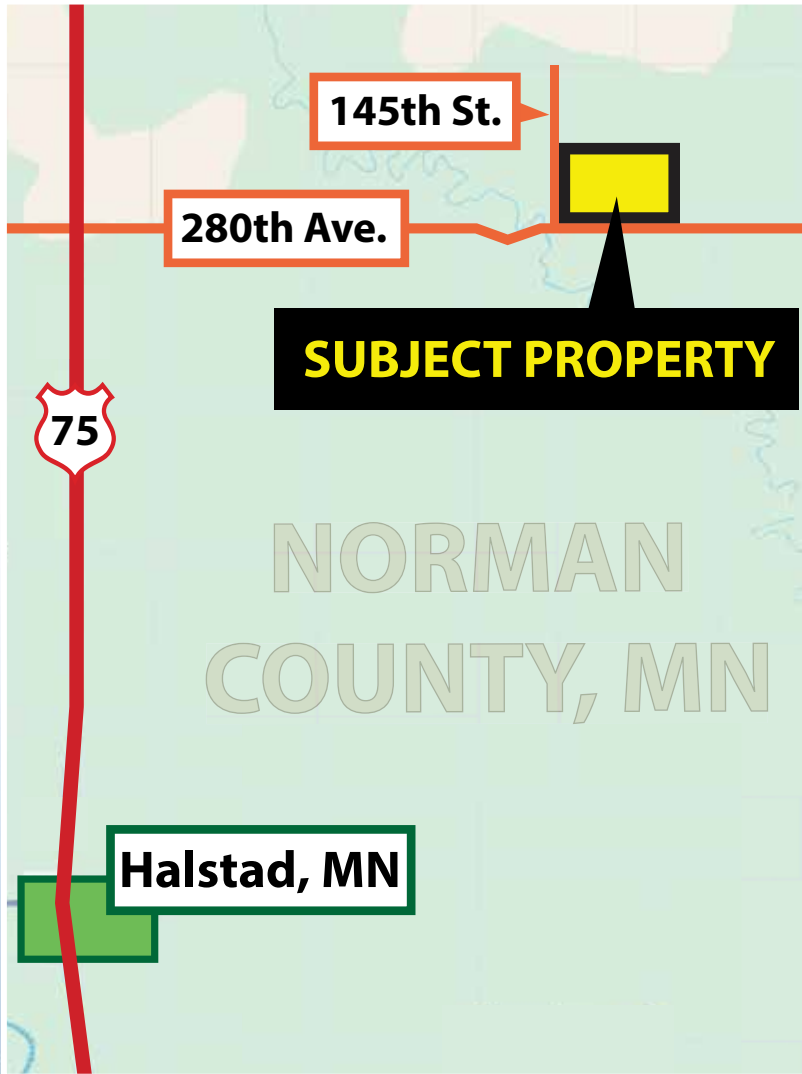 145th St.
280th Ave.
SUBJECT PROPERTY
75
NORMAN
COUNTY, MN
Halstad, MN